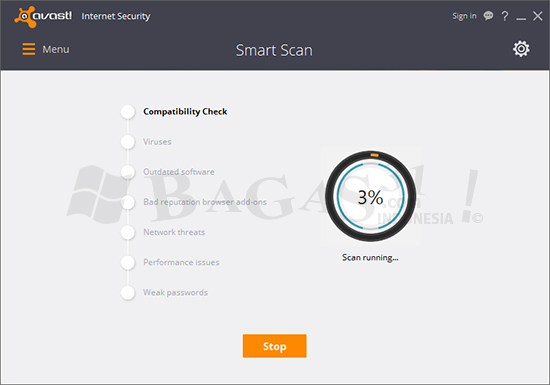 avast! Internet Security
Sign in ?
Menu
Smart Scan
Compatibility Check
Viruses
Outdated software
Bad reputation browser add-ons
Network threats
Performance issues
Weak passwords
3%
Scan running...
Stop
BAGAS31!
.COM
INDONESIA ©